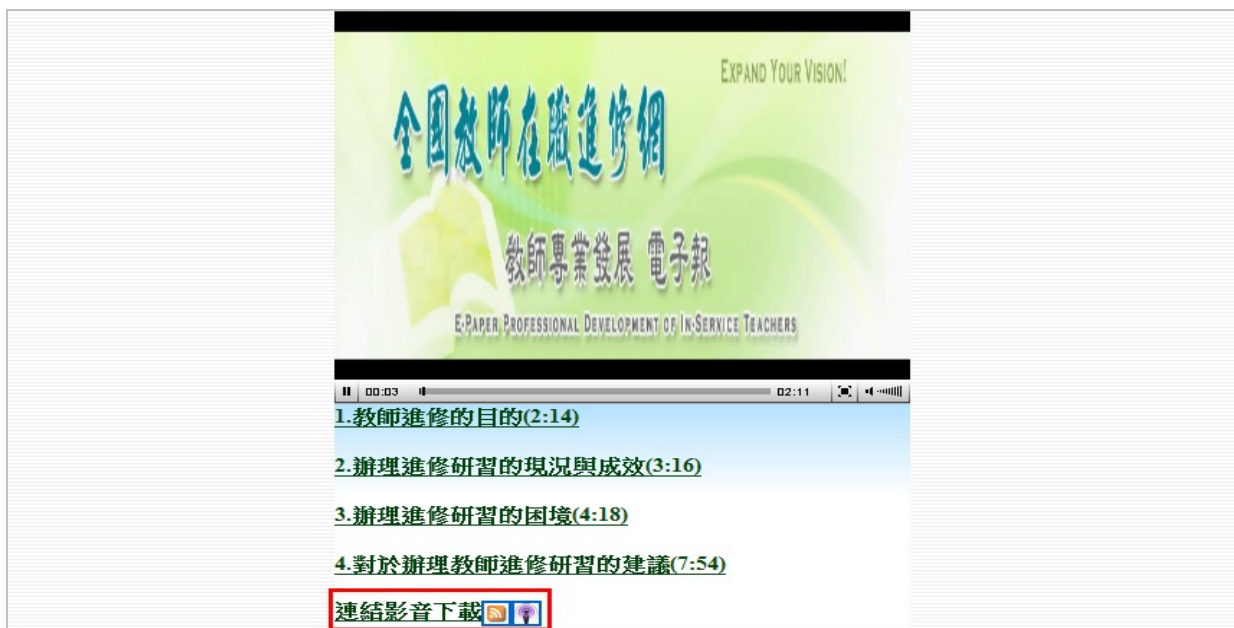 EXPAND YOUR VISION!
全國教師在職進修網
教師專業發展 電子報
E-PAPER PROFESSIONAL DEVELOPMENT OF IN-SERVICE TEACHERS
00:03 02:11
1.教師進修的目的(2:14)
2.辦理進修研習的現況與成效(3:16)
3.辦理進修研習的困境(4:18)
4.對於辦理教師進修研習的建議(7:54)
連結影音下載